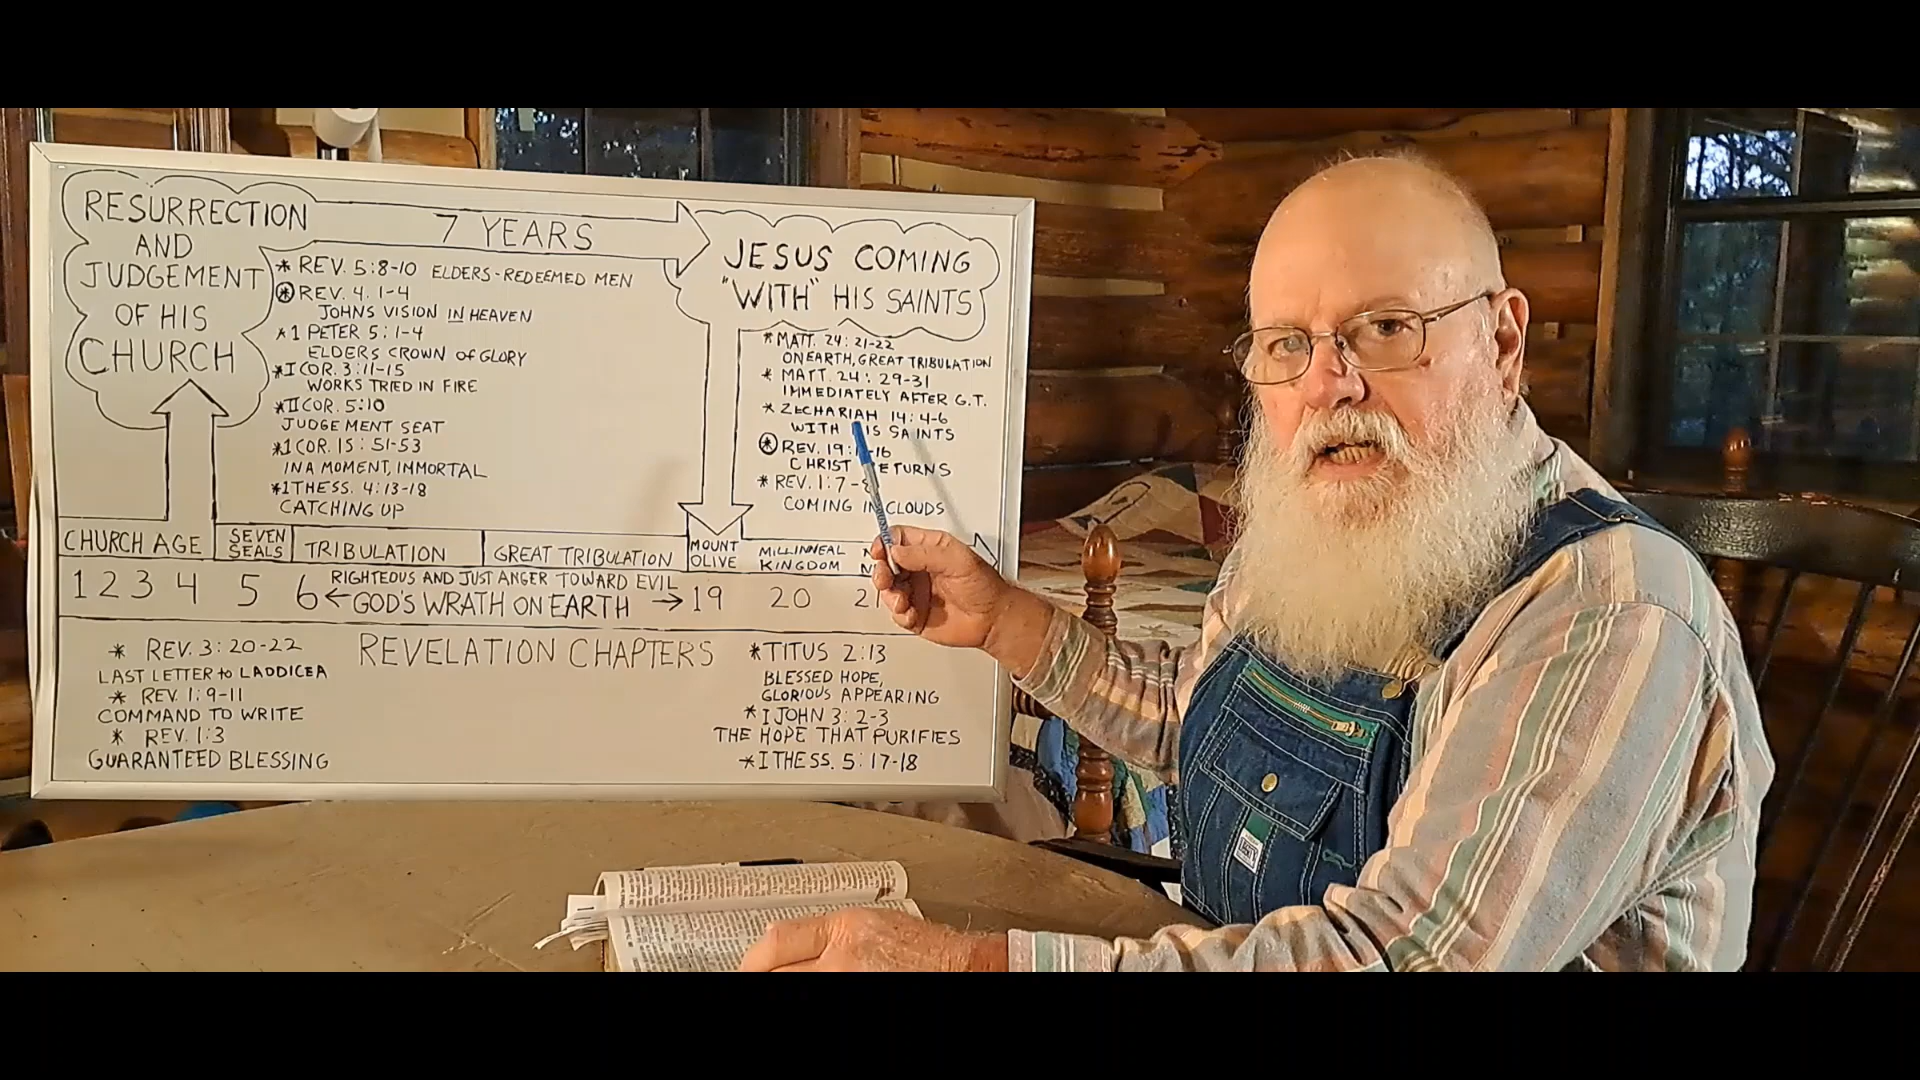 RESURRECTION
AND
JUDGEMENT
OF HIS
CHURCH
7 YEARS
JESUS COMING
"WITH" HIS SAINTS
* REV. 5:8-10 ELDERS-REDEEMED MEN
* REV. 4. 1-4
JOHNS VISION IN HEAVEN
* 1 PETER 5:1-4
ELDERS CROWN OF GLORY
* I COR. 3:11-15
WORKS TRIED IN FIRE
* II COR. 5:10
JUDGEMENT SEAT
* 1 COR. 15:51-53
IN A MOMENT, IMMORTAL
* 1 THESS. 4:13-18
CATCHING UP
* MATT. 24:21-22
ON EARTH, GREAT TRIBULATION
* MATT. 24:29-31
IMMEDIATELY AFTER G.T.
* ZECHARIAH 14:4-6
WITH HIS SAINTS
* REV. 19: -16
CHRIST RETURNS
* REV. 1:7-
COMING IN CLOUDS
CHURCH AGE
SEVEN
SEALS
TRIBULATION
GREAT TRIBULATION
MOUNT
OLIVE
MILLINNEAL
KINGDOM
1 2 3 4 5 6 ← RIGHTEOUS AND JUST ANGER TOWARD EVIL
GOD'S WRATH ON EARTH → 19 20 21
REVELATION CHAPTERS
* REV. 3:20-22
LAST LETTER to LAODICEA
* REV. 1:9-11
COMMAND TO WRITE
* REV. 1:3
GUARANTEED BLESSING
* TITUS 2:13
BLESSED HOPE,
GLORIOUS APPEARING
* I JOHN 3:2-3
THE HOPE THAT PURIFIES
* I THESS. 5:17-18